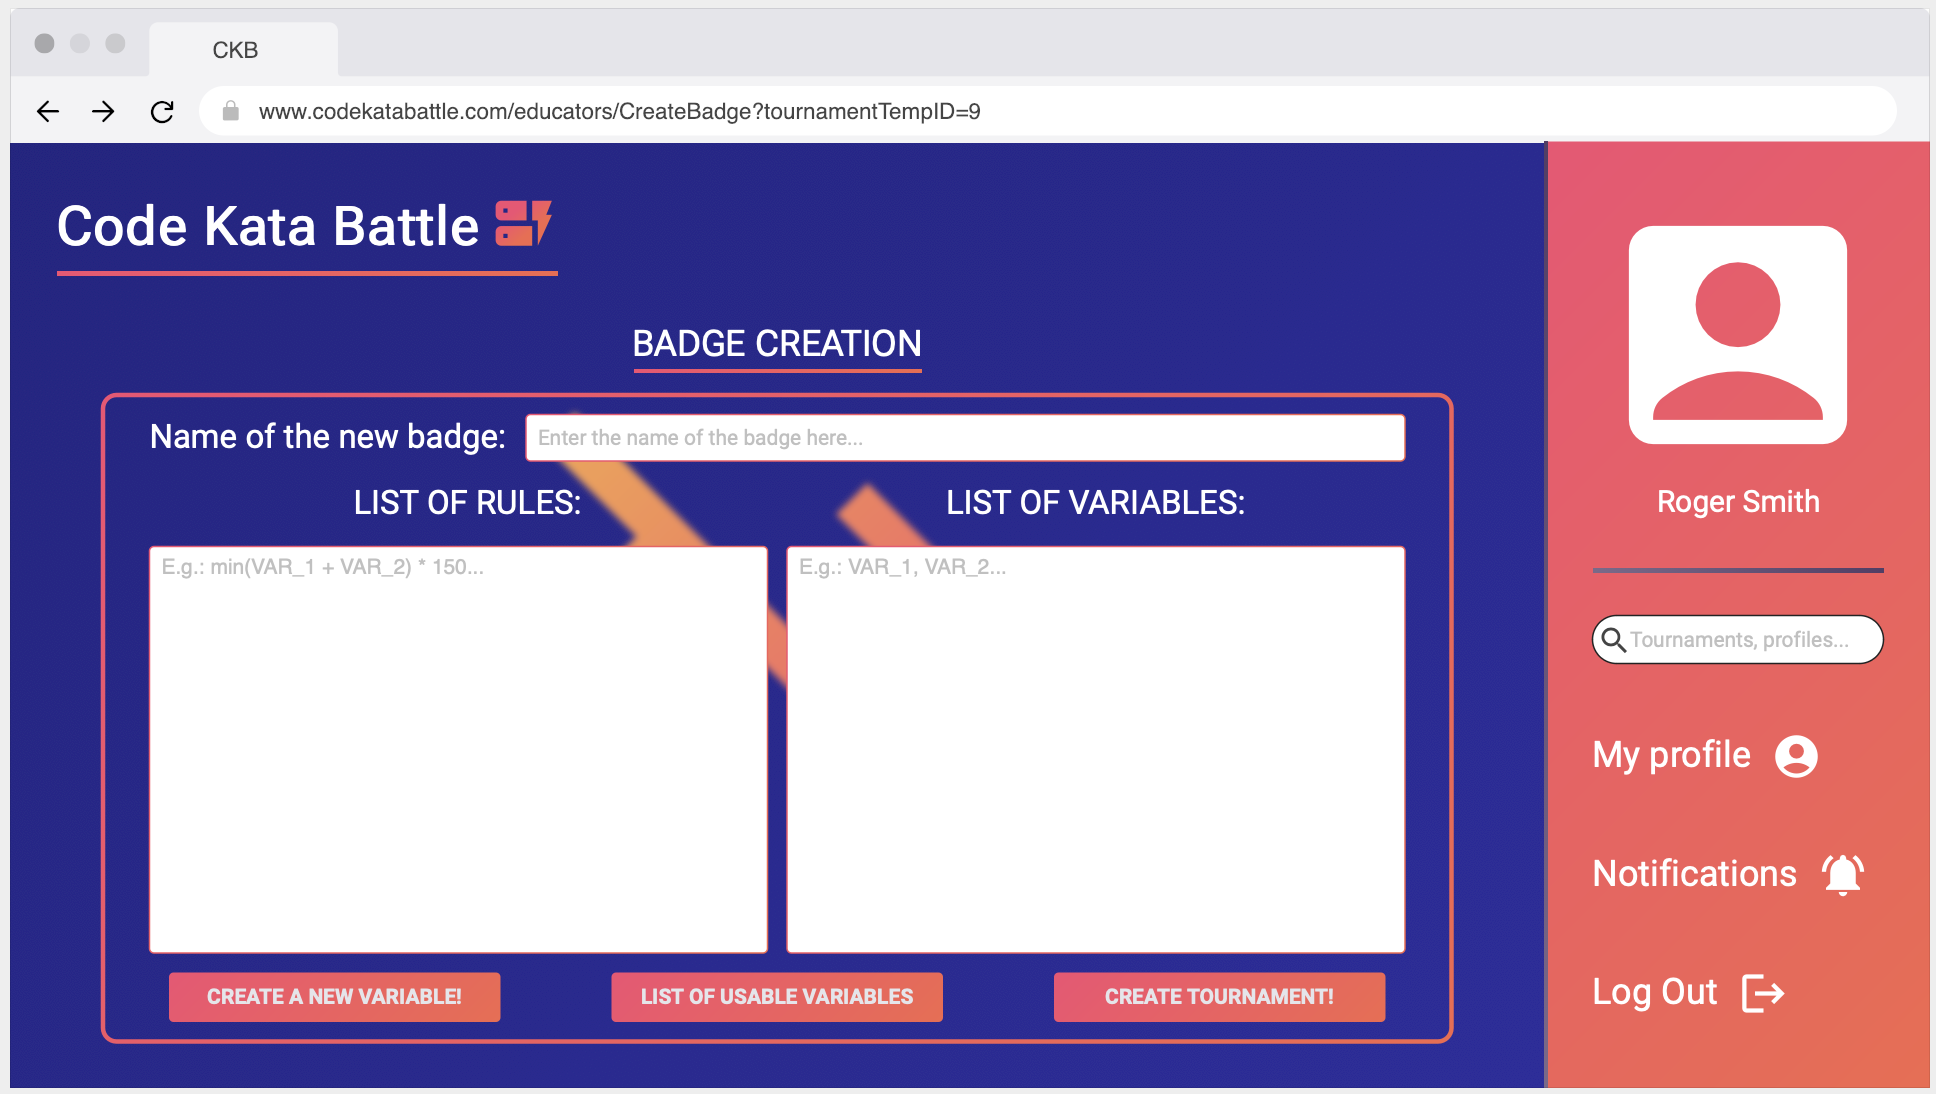 CKB
www.codekatabattle.com/educators/CreateBadge?tournamentTempID=9
Code Kata Battle
BADGE CREATION
Name of the new badge: Enter the name of the badge here...
LIST OF RULES: LIST OF VARIABLES:
E.g.: min(VAR_1 + VAR_2) * 150... E.g.: VAR_1, VAR_2...
CREATE A NEW VARIABLE! LIST OF USABLE VARIABLES CREATE TOURNAMENT!
Roger Smith
Tournaments, profiles...
My profile
Notifications
Log Out